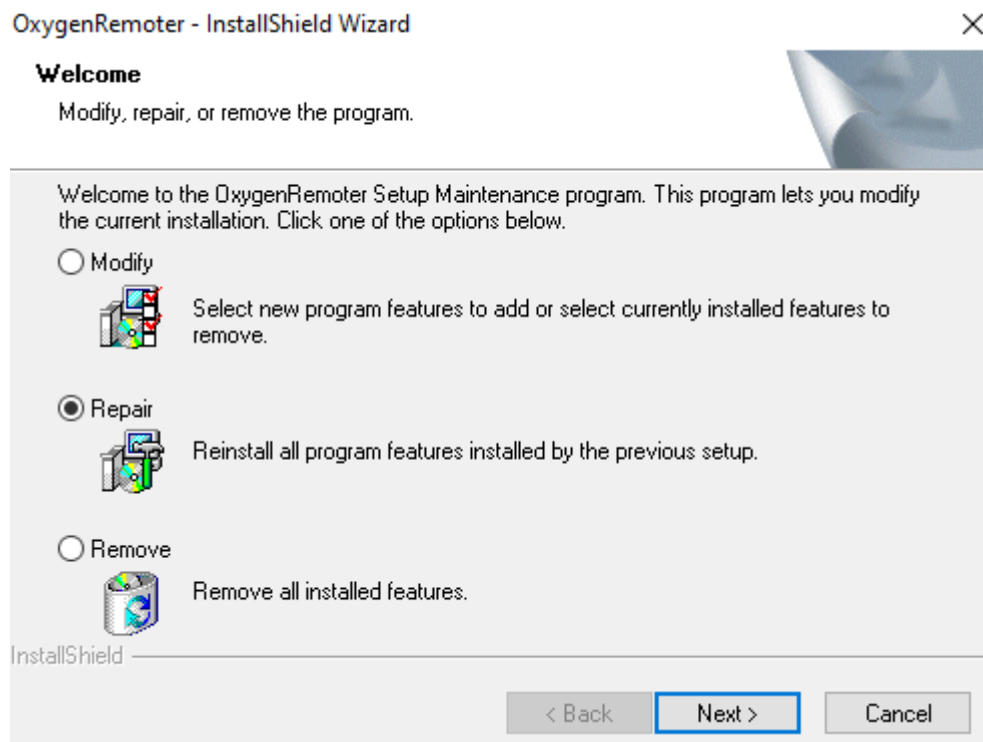 OxygenRemoter - InstallShield Wizard
Welcome
Modify, repair, or remove the program.
Welcome to the OxygenRemoter Setup Maintenance program. This program lets you modify
the current installation. Click one of the options below.
Modify
Select new program features to add or select currently installed features to
remove.
Repair
Reinstall all program features installed by the previous setup.
Remove
Remove all installed features.
InstallShield
< Back
Next >
Cancel